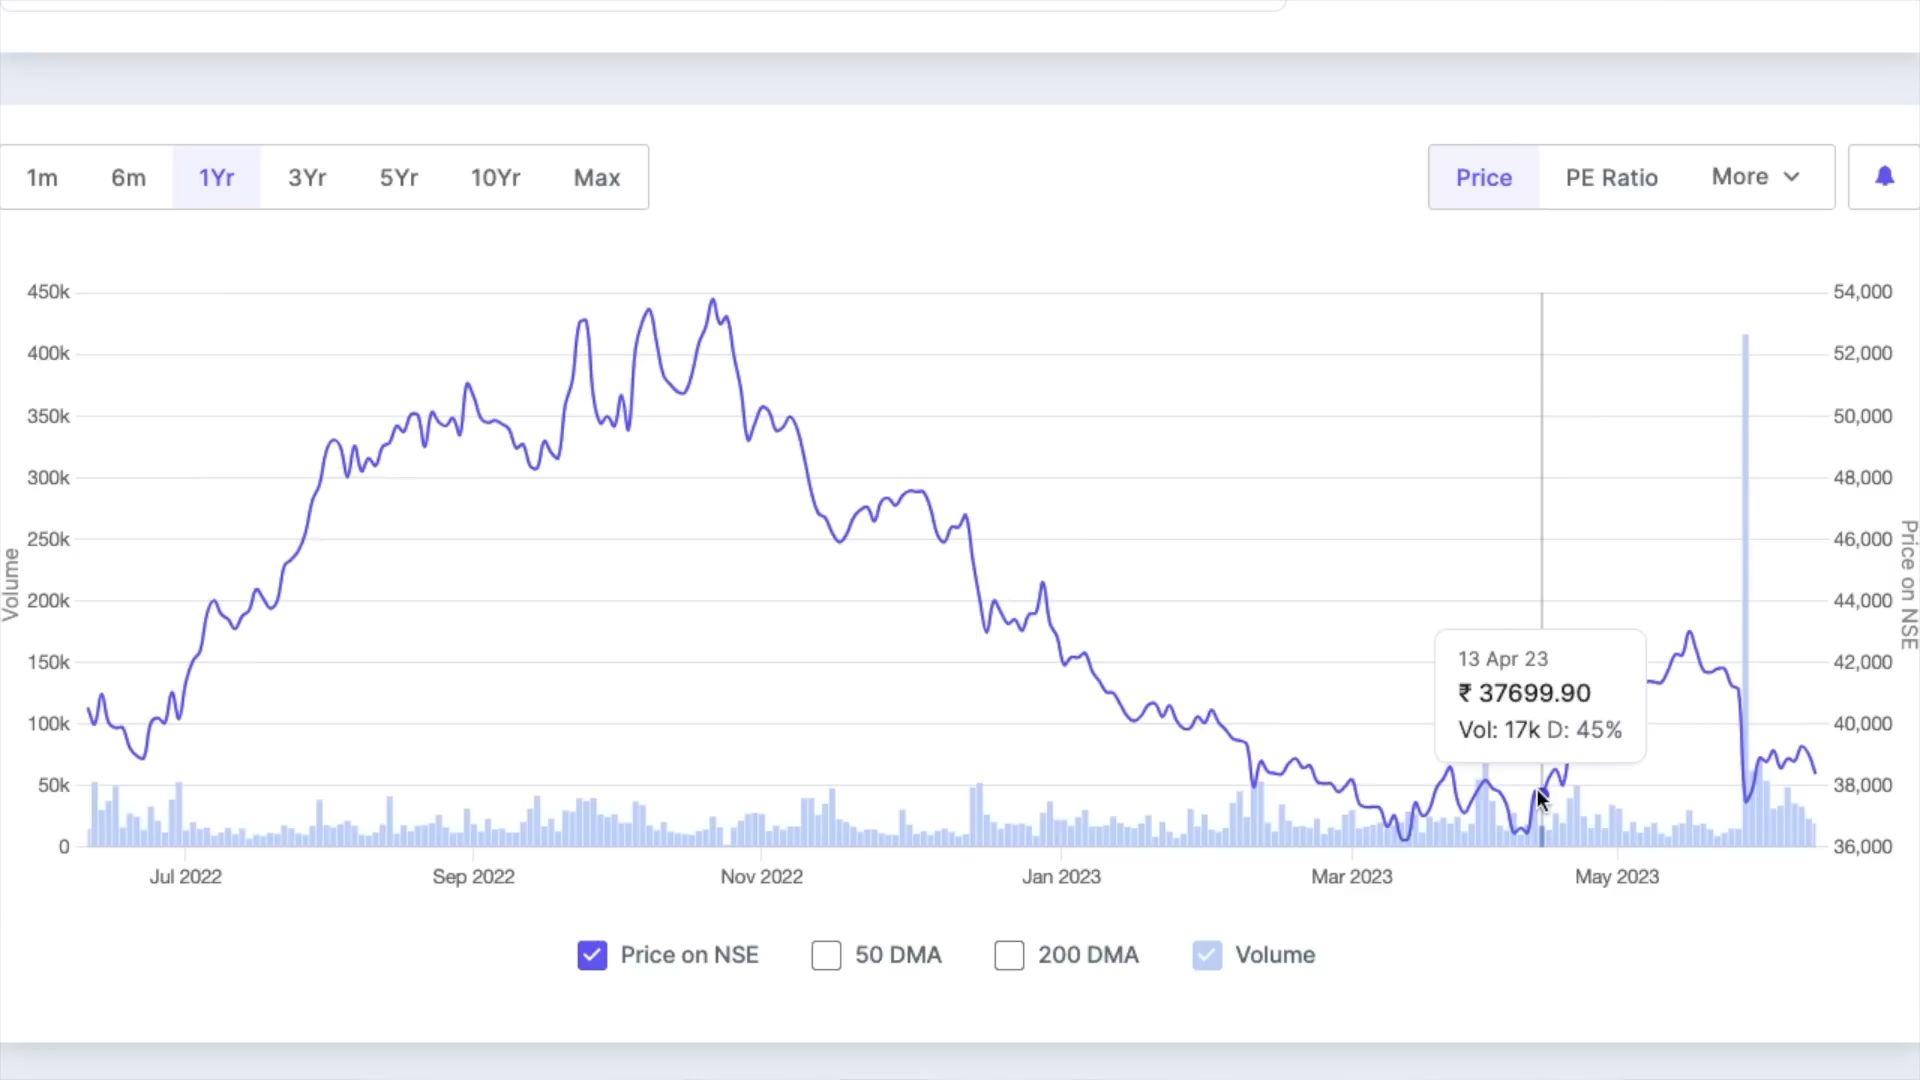 1m 6m 1Yr 3Yr 5Yr 10Yr Max
Price PE Ratio More
450k 54,000
400k 52,000
350k 50,000
300k 48,000
250k 46,000
200k 44,000
150k 42,000
100k 40,000
50k 38,000
0 36,000
Volume
Price on NSE
13 Apr 23
₹ 37699.90
Vol: 17k D: 45%
Jul 2022 Sep 2022 Nov 2022 Jan 2023 Mar 2023 May 2023
Price on NSE 50 DMA 200 DMA Volume